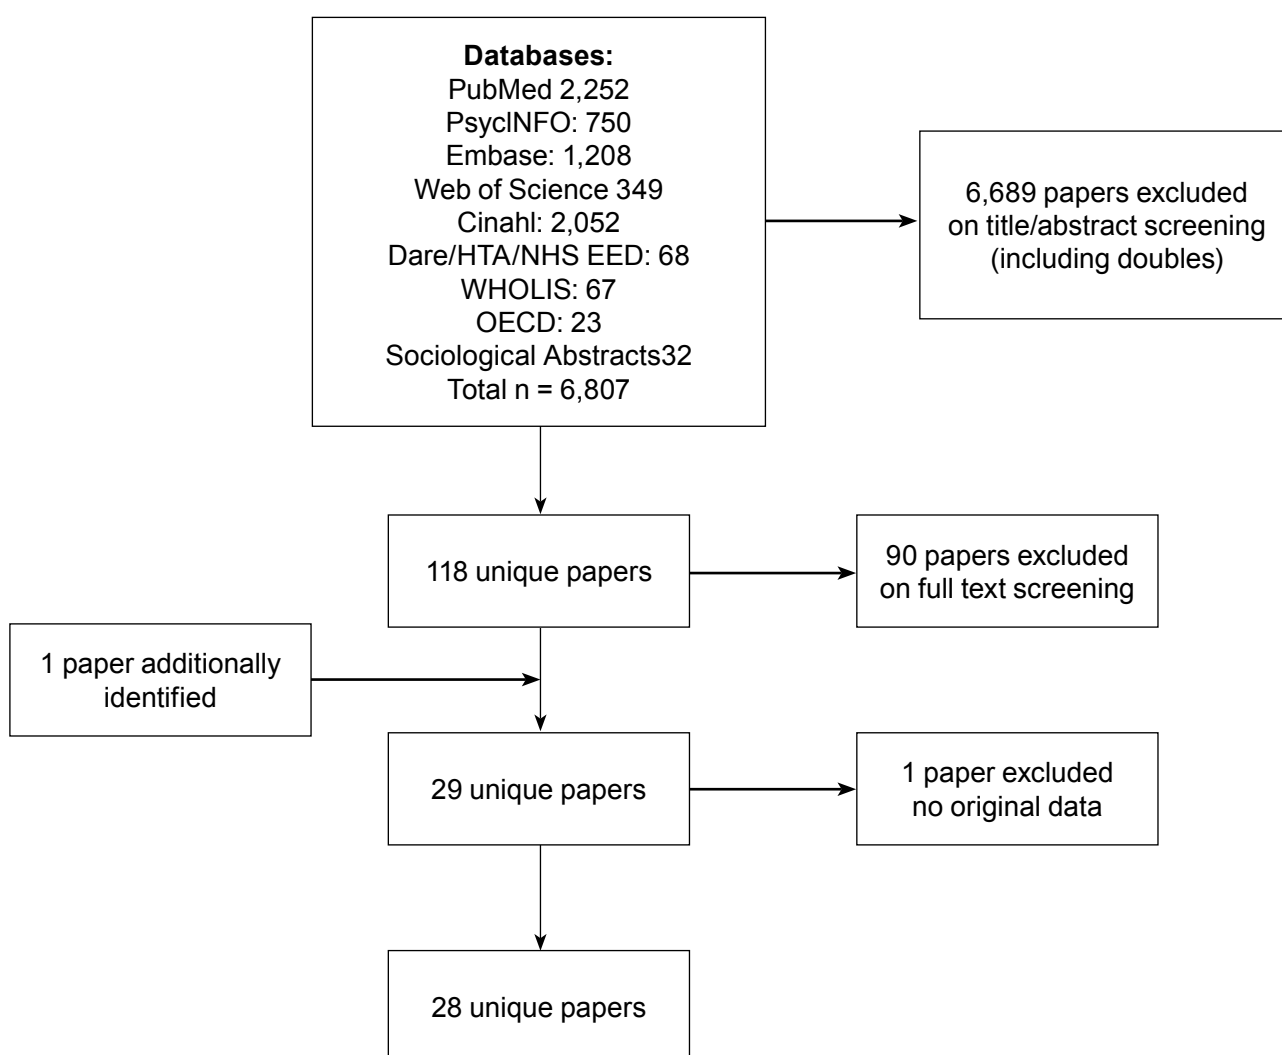 Databases:
PubMed 2,252
PsycINFO: 750
Embase: 1,208
Web of Science 349
Cinahl: 2,052
Dare/HTA/NHS EED: 68
WHOLIS: 67
OECD: 23
Sociological Abstracts32
Total n = 6,807
6,689 papers excluded
on title/abstract screening
(including doubles)
118 unique papers
90 papers excluded
on full text screening
1 paper additionally
identified
29 unique papers
1 paper excluded
no original data
28 unique papers